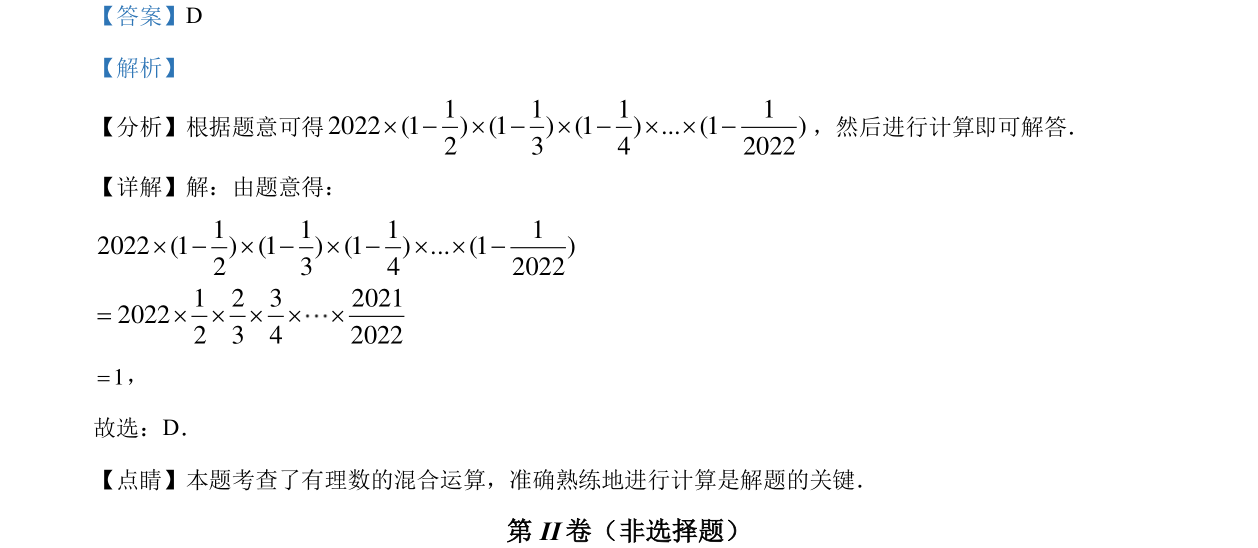 【答案】D
【解析】
【分析】根据题意可得 2022×(1−1/2)×(1−1/3)×(1−1/4)×...×(1−1/2022)，然后进行计算即可解答．
【详解】解：由题意得：
2022×(1−1/2)×(1−1/3)×(1−1/4)×...×(1−1/2022)
=2022×1/2×2/3×3/4×⋯×2021/2022
=1，
故选：D．
【点睛】本题考查了有理数的混合运算，准确熟练地进行计算是解题的关键．
第 II 卷（非选择题）